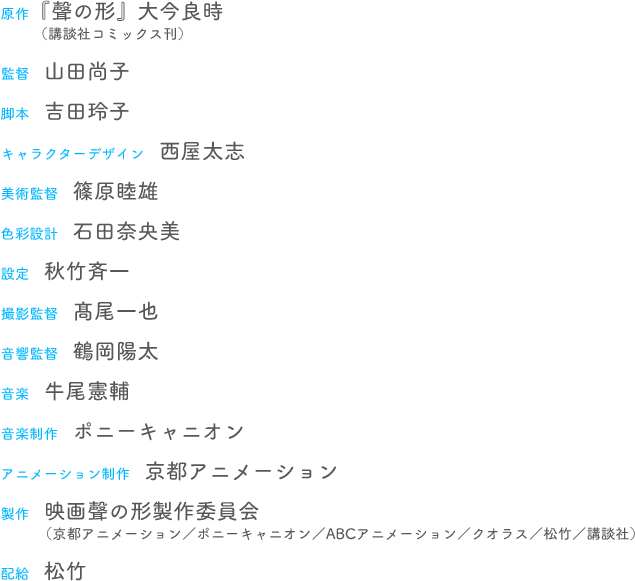 原作『聲の形』大今良時
（講談社コミックス刊）
監督 山田尚子
脚本 吉田玲子
キャラクターデザイン 西屋太志
美術監督 篠原睦雄
色彩設計 石田奈央美
設定 秋竹斉一
撮影監督 髙尾一也
音響監督 鶴岡陽太
音楽 牛尾憲輔
音楽制作 ポニーキャニオン
アニメーション制作 京都アニメーション
製作 映画聲の形製作委員会
（京都アニメーション／ポニーキャニオン／ABCアニメーション／クオラス／松竹／講談社）
配給 松竹